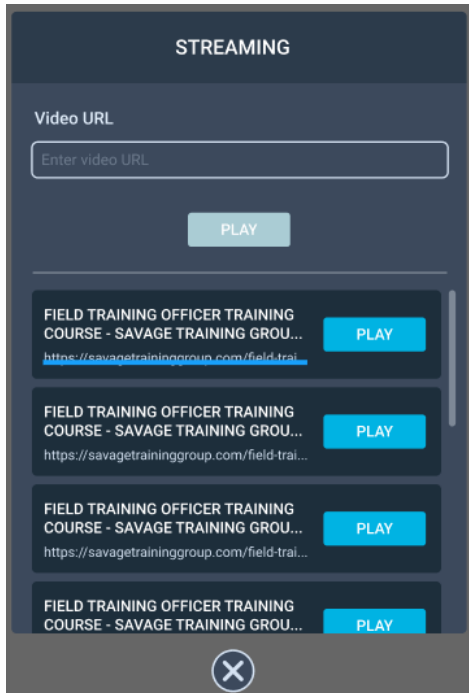 STREAMING
Video URL
Enter video URL
PLAY
FIELD TRAINING OFFICER TRAINING
COURSE - SAVAGE TRAINING GROU...
PLAY
https://savagetraininggroup.com/field-trai...
FIELD TRAINING OFFICER TRAINING
COURSE - SAVAGE TRAINING GROU...
PLAY
https://savagetraininggroup.com/field-trai...
FIELD TRAINING OFFICER TRAINING
COURSE - SAVAGE TRAINING GROU...
PLAY
https://savagetraininggroup.com/field-trai...
FIELD TRAINING OFFICER TRAINING
COURSE - SAVAGE TRAINING GROU...
PLAY